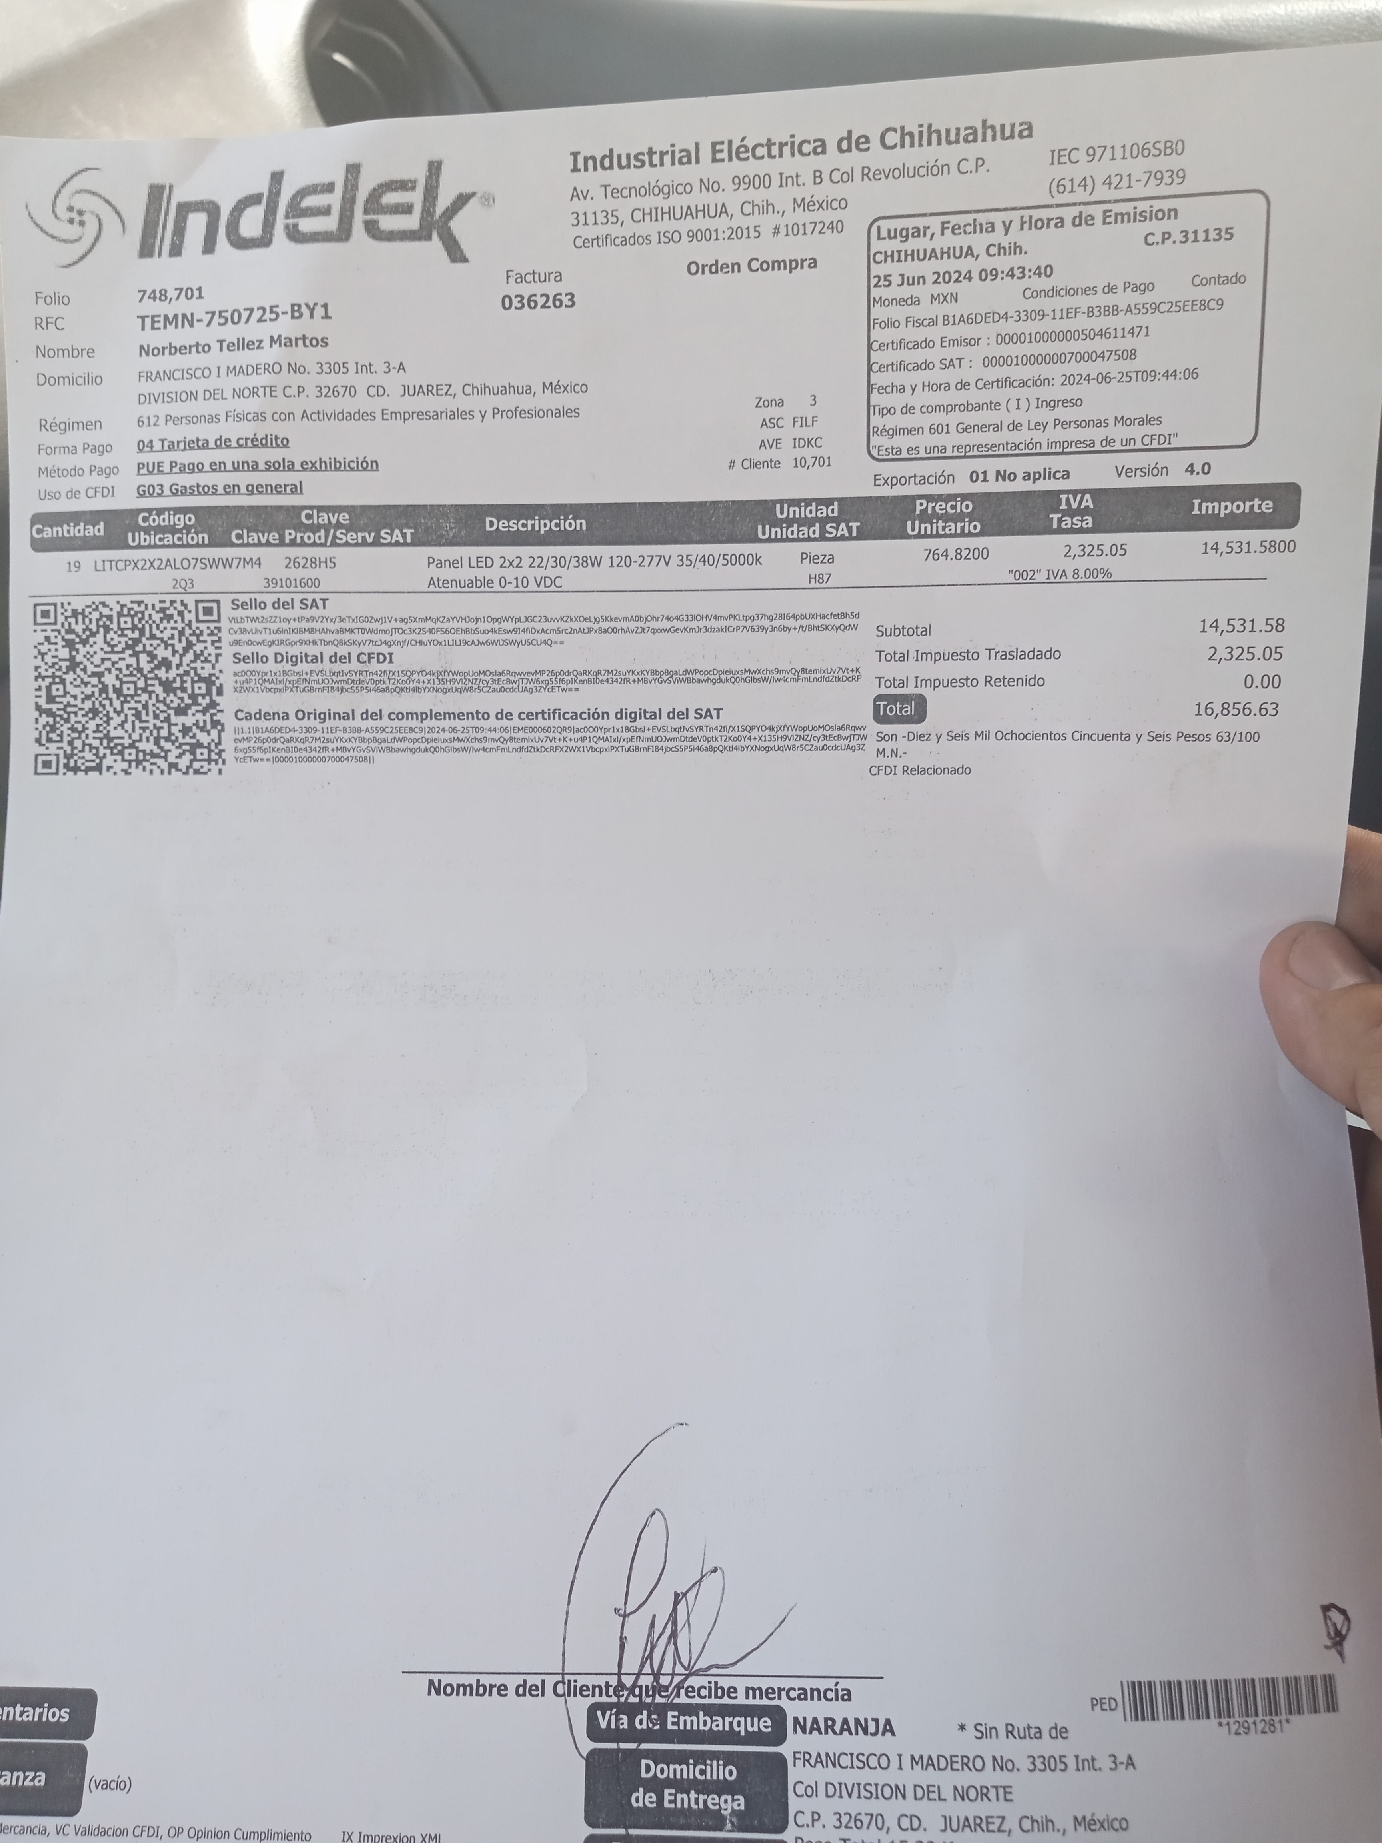 Indelek®
Industrial Eléctrica de Chihuahua
IEC 971106SB0
Av. Tecnológico No. 9900 Int. B Col Revolución C.P.
(614) 421-7939
31135, CHIHUAHUA, Chih., México
Certificados ISO 9001:2015 #1017240
Lugar, Fecha y Hora de Emision
CHIHUAHUA, Chih. C.P.31135
25 Jun 2024 09:43:40
Moneda MXN Condiciones de Pago Contado
Folio Fiscal B1A6DED4-3309-11EF-B3BB-A559C25EE8C9
Certificado Emisor : 00001000000504611471
Certificado SAT : 00001000000700047508
Fecha y Hora de Certificación: 2024-06-25T09:44:06
Tipo de comprobante ( I ) Ingreso
Régimen 601 General de Ley Personas Morales
"Esta es una representación impresa de un CFDI"
Exportación 01 No aplica Versión 4.0
Factura Orden Compra
036263
Folio 748,701
RFC TEMN-750725-BY1
Nombre Norberto Tellez Martos
Domicilio FRANCISCO I MADERO No. 3305 Int. 3-A
DIVISION DEL NORTE C.P. 32670 CD. JUAREZ, Chihuahua, México
Régimen 612 Personas Físicas con Actividades Empresariales y Profesionales
Forma Pago 04 Tarjeta de crédito
Método Pago PUE Pago en una sola exhibición
Uso de CFDI G03 Gastos en general
Zona 3
ASC FILF
AVE IDKC
# Cliente 10,701
Cantidad Código Ubicación Clave Clave Prod/Serv SAT Descripción Unidad Unidad SAT Precio Unitario IVA Tasa Importe
19 LITCPX2X2ALO7SWW7M4 2628H5 Panel LED 2x2 22/30/38W 120-277V 35/40/5000k Pieza 764.8200 2,325.05 14,531.5800
2Q3 39101600 Atenuable 0-10 VDC H87 "002" IVA 8.00%
Sello del SAT
Sello Digital del CFDI
Cadena Original del complemento de certificación digital del SAT
Subtotal 14,531.58
Total Impuesto Trasladado 2,325.05
Total Impuesto Retenido 0.00
Total 16,856.63
Son -Diez y Seis Mil Ochocientos Cincuenta y Seis Pesos 63/100
M.N.-
CFDI Relacionado
Nombre del Cliente que recibe mercancía
PED
*1291281*
Vía de Embarque NARANJA * Sin Ruta de
Domicilio de Entrega
FRANCISCO I MADERO No. 3305 Int. 3-A
Col DIVISION DEL NORTE
C.P. 32670, CD. JUAREZ, Chih., México
ntarios
anza (vacío)
ercancia, VC Validacion CFDI, OP Opinion Cumplimiento IX Imprexion XML